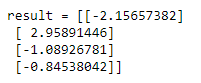 result = [[-2.15657382]
[ 2.95891446]
[-1.08926781]
[-0.84538042]]